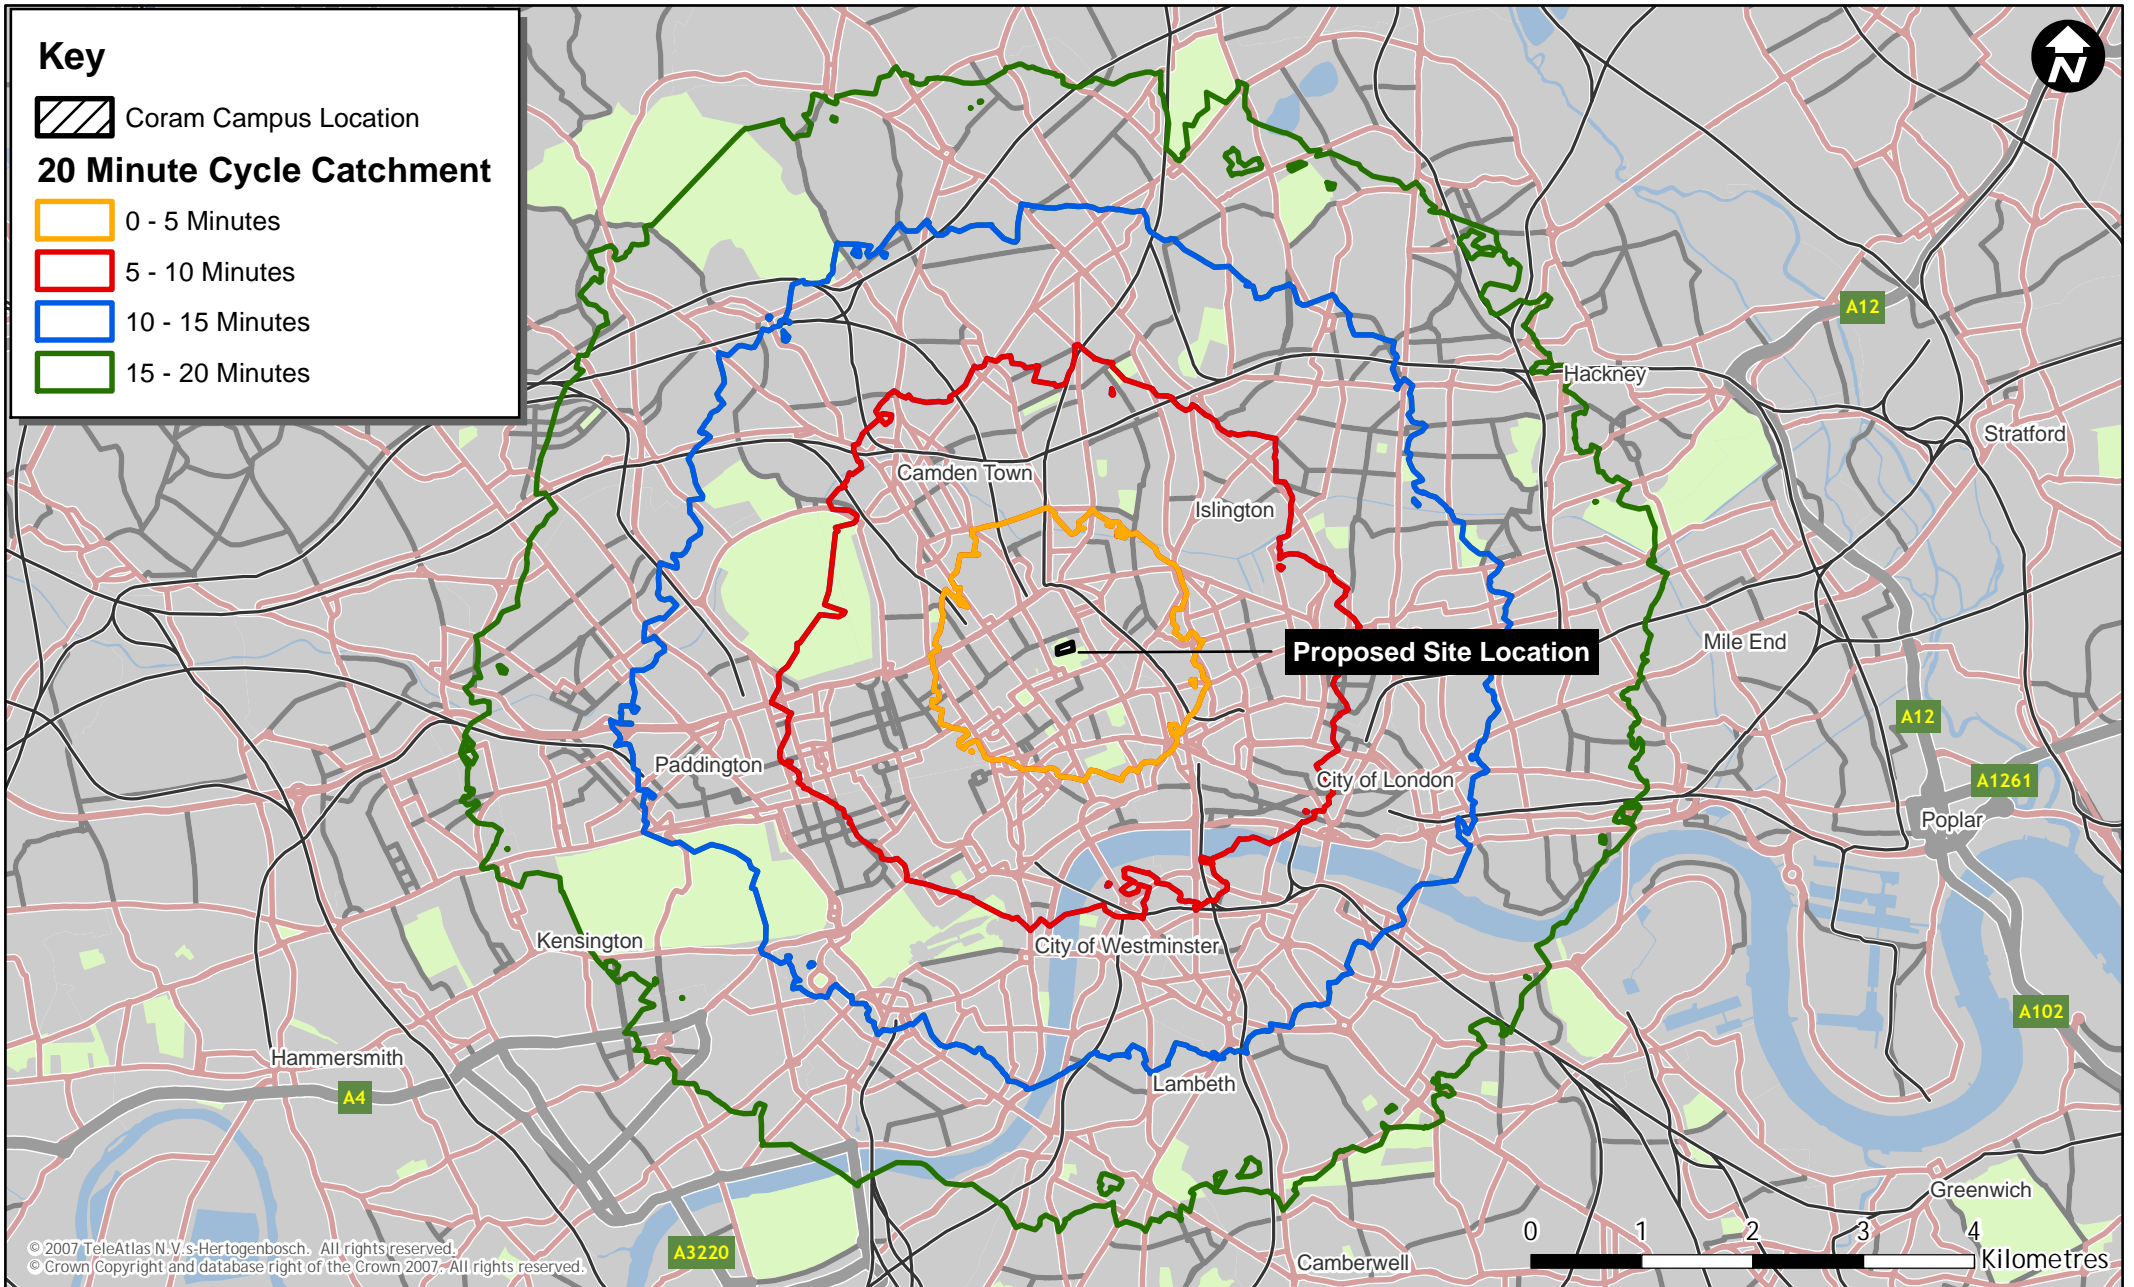 Key
Coram Campus Location
20 Minute Cycle Catchment
0 - 5 Minutes
5 - 10 Minutes
10 - 15 Minutes
15 - 20 Minutes
N
A12
Hackney
Stratford
Camden Town
Islington
Mile End
Proposed Site Location
A12
Paddington
City of London
A1261
Poplar
Kensington
City of Westminster
A102
Hammersmith
Lambeth
A4
Greenwich
A3220
Camberwell
0 1 2 3 4
Kilometres
© 2007 TeleAtlas N.V.s-Hertogenbosch. All rights reserved.
© Crown Copyright and database right of the Crown 2007. All rights reserved.